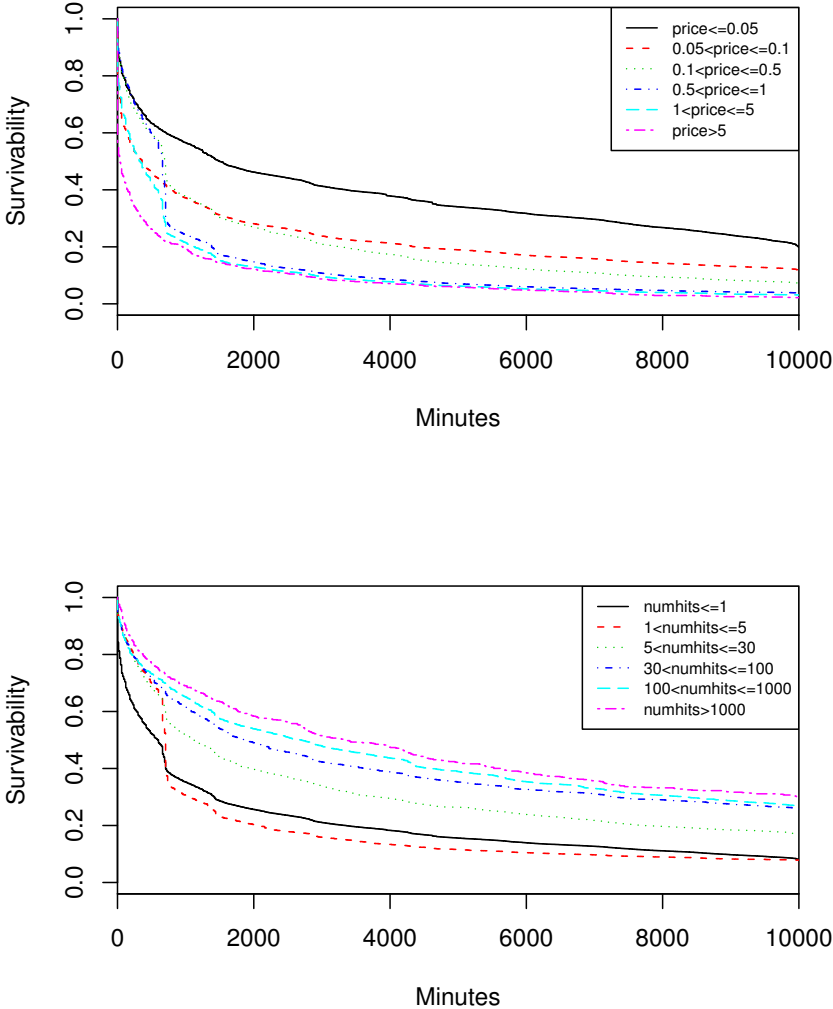 Survivability
1.0
0.8
0.6
0.4
0.2
0.0
price<=0.05
0.05<price<=0.1
0.1<price<=0.5
0.5<price<=1
1<price<=5
price>5
0 2000 4000 6000 8000 10000
Minutes
Survivability
1.0
0.8
0.6
0.4
0.2
0.0
numhits<=1
1<numhits<=5
5<numhits<=30
30<numhits<=100
100<numhits<=1000
numhits>1000
0 2000 4000 6000 8000 10000
Minutes